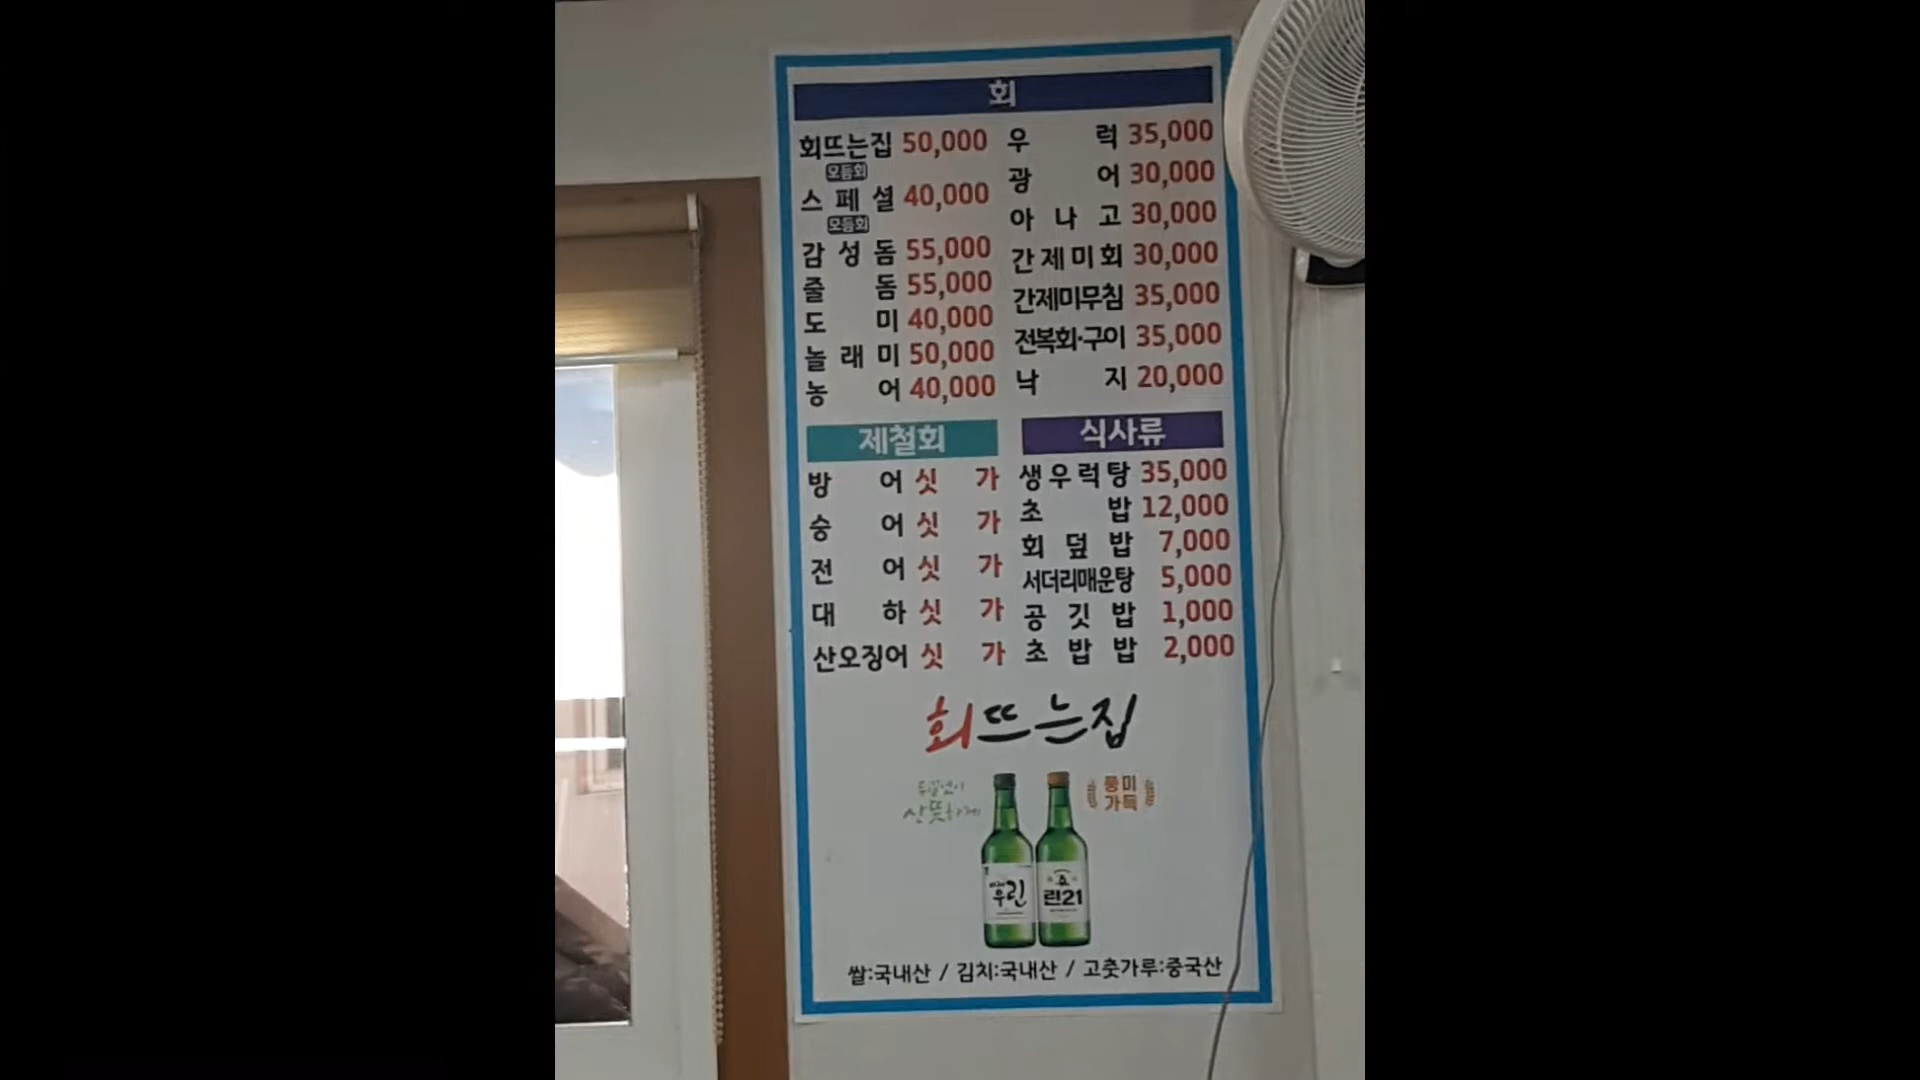 회
회뜨는집 50,000
모듬회
스페셜 40,000
모듬회
감성돔 55,000
줄돔 55,000
도미 40,000
놀래미 50,000
농어 40,000
우럭 35,000
광어 30,000
아나고 30,000
간제미회 30,000
간제미무침 35,000
전복회·구이 35,000
낙지 20,000
제철회
방어 싯가
숭어 싯가
전어 싯가
대하 싯가
산오징어 싯가
식사류
생우럭탕 35,000
초밥 12,000
회덮밥 7,000
서더리매운탕 5,000
공깃밥 1,000
초밥밥 2,000
회뜨는집
산뜻하게
풍미
가득
우린
린21
쌀:국내산 / 김치:국내산 / 고춧가루:중국산